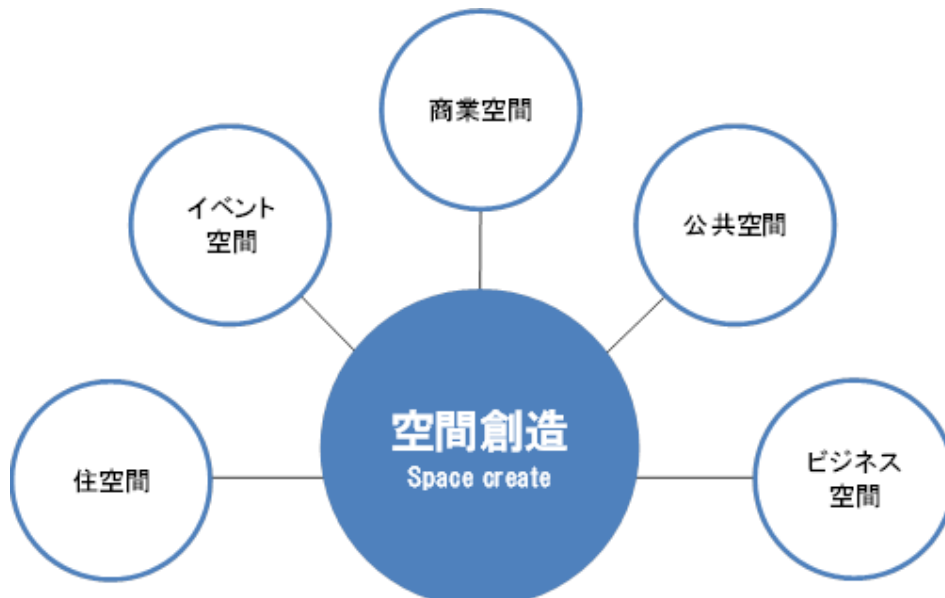 商業空間
イベント
空間
公共空間
空間創造
Space create
住空間
ビジネス
空間